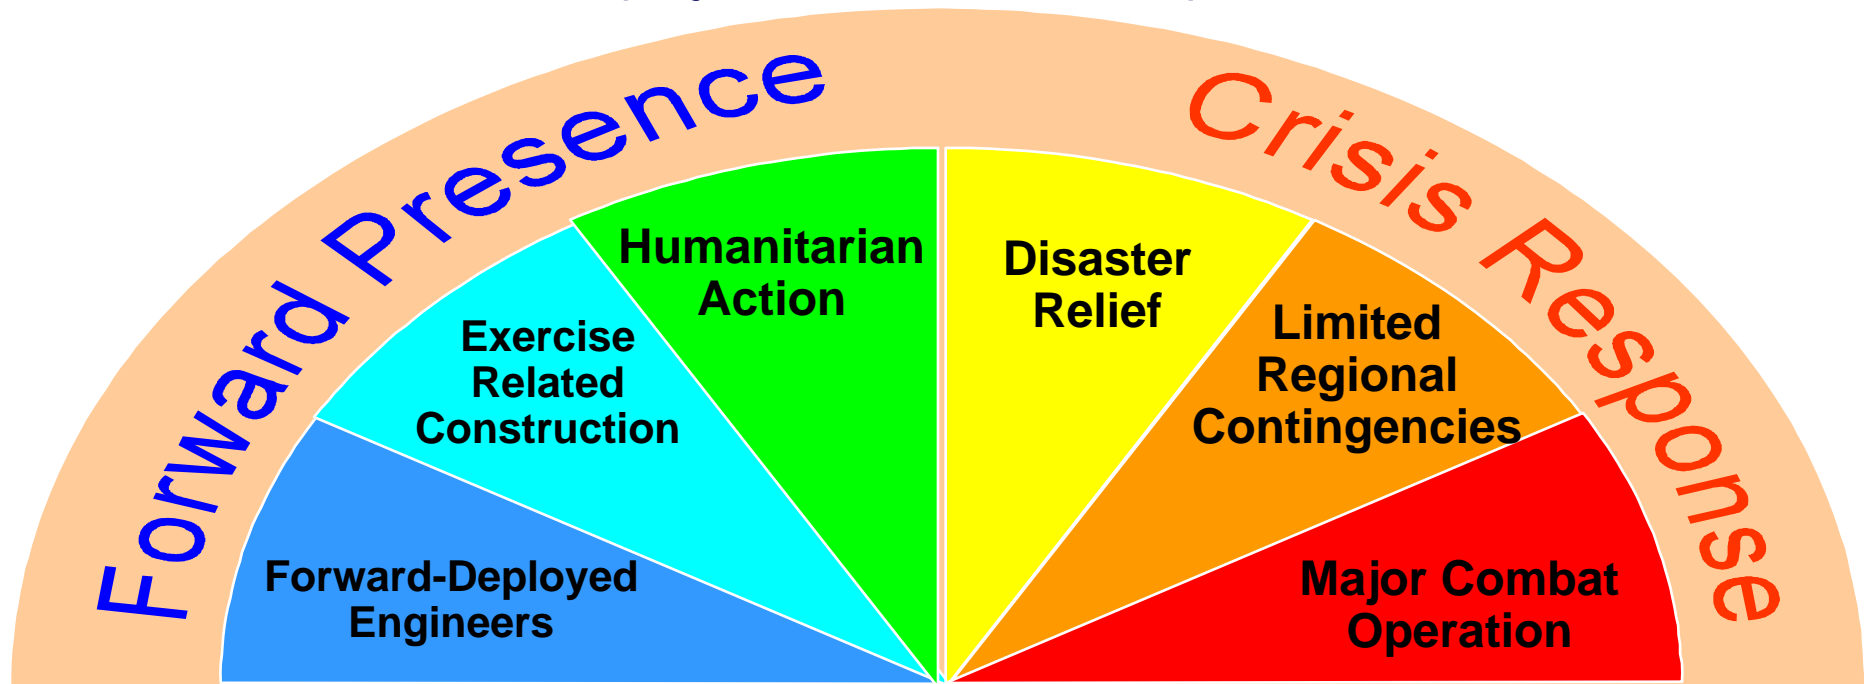 Forward Presence
Crisis Response
Humanitarian
Action
Disaster
Relief
Exercise
Related
Construction
Limited
Regional
Contingencies
Forward-Deployed
Engineers
Major Combat
Operation